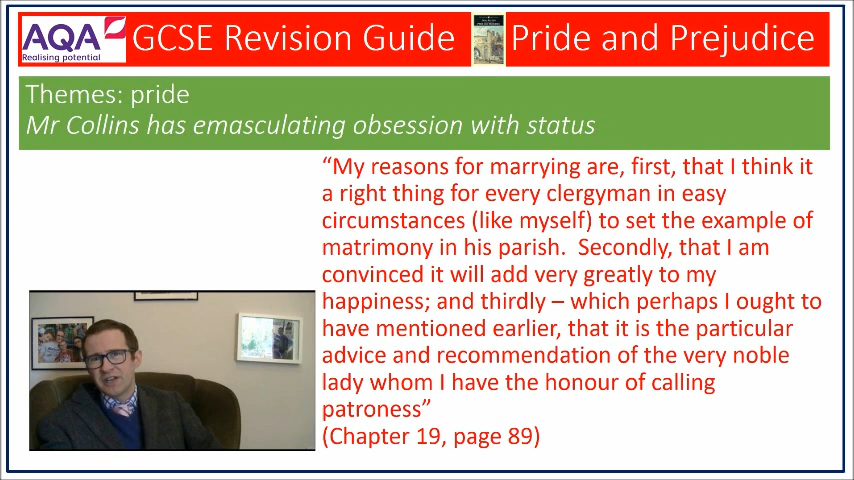 AQA
Realising potential
GCSE Revision Guide
Pride and Prejudice
Themes: pride
Mr Collins has emasculating obsession with status
“My reasons for marrying are, first, that I think it
a right thing for every clergyman in easy
circumstances (like myself) to set the example of
matrimony in his parish.  Secondly, that I am
convinced it will add very greatly to my
happiness; and thirdly – which perhaps I ought to
have mentioned earlier, that it is the particular
advice and recommendation of the very noble
lady whom I have the honour of calling
patroness”
(Chapter 19, page 89)